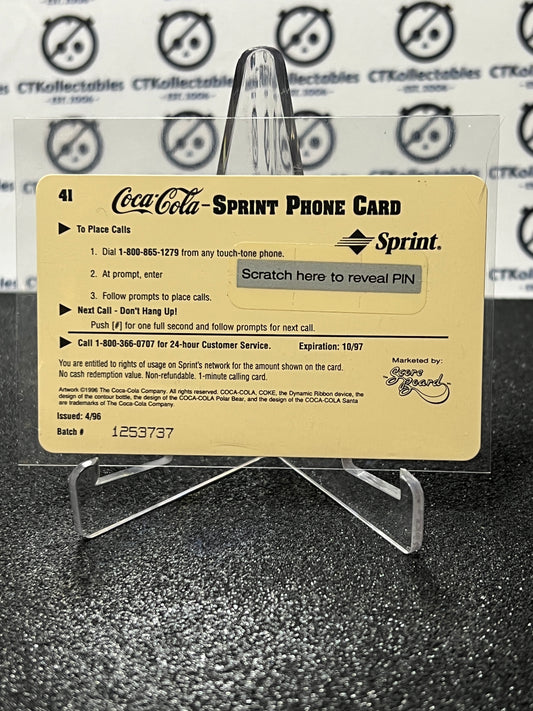 CTKollectables
EST. 2006
CTKollectables
EST. 2006
CTKollectables
CTKollectables
41
Coca-Cola - SPRINT PHONE CARD
Sprint®
▶ To Place Calls
1. Dial 1-800-865-1279 from any touch-tone phone.
2. At prompt, enter
Scratch here to reveal PIN
3. Follow prompts to place calls.
▶ Next Call - Don't Hang Up!
Push [#] for one full second and follow prompts for next call.
▶ Call 1-800-366-0707 for 24-hour Customer Service. Expiration: 10/97
You are entitled to rights of usage on Sprint's network for the amount shown on the card.
No cash redemption value. Non-refundable. 1-minute calling card.
Marketed by:
Score Board™
Artwork ©1996 The Coca-Cola Company. All rights reserved. COCA-COLA, COKE, the Dynamic Ribbon device, the
design of the contour bottle, the design of the COCA-COLA Polar Bear, and the design of the COCA-COLA Santa
are trademarks of The Coca-Cola Company.
Issued: 4/96
Batch # 1253737